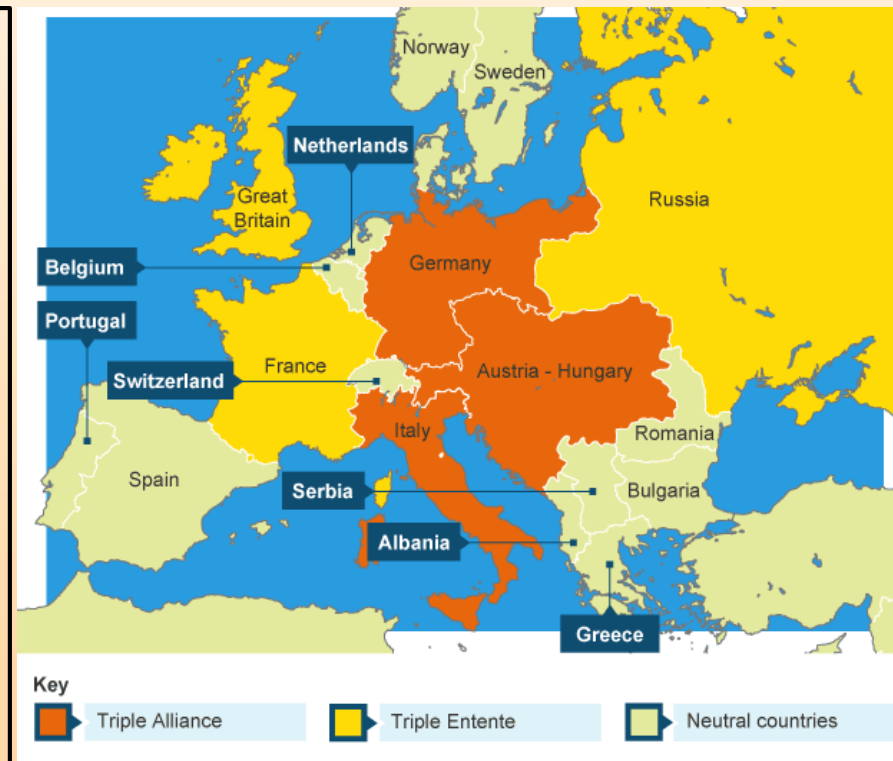 Norway
Sweden
Netherlands
Great
Britain
Russia
Belgium
Germany
Portugal
France
Switzerland
Austria - Hungary
Italy
Romania
Spain
Serbia
Bulgaria
Albania
Greece
Key
Triple Alliance
Triple Entente
Neutral countries